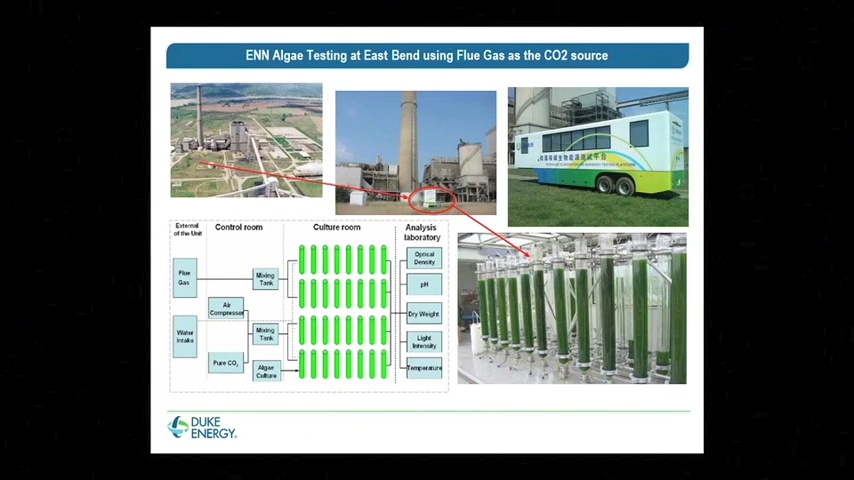 ENN Algae Testing at East Bend using Flue Gas as the CO2 source
External
of the Unit
Control room
Culture room
Analysis
laboratory
Flue
Gas
Mixing
Tank
Air
Compressor
Water
Intake
Mixing
Tank
Pure CO2
Algae
Culture
Optical
Density
pH
Dry Weight
Light
Intensity
Temperature
DUKE
ENERGY